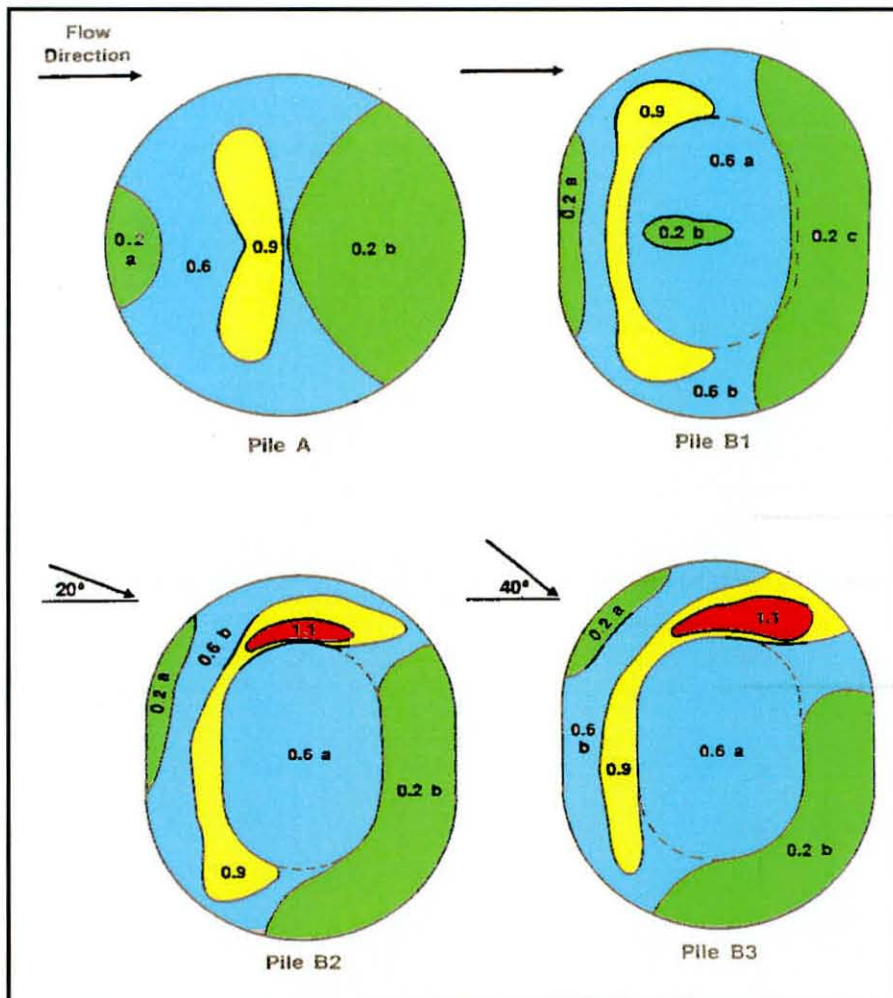 Flow
Direction
0.9
0.6 a
0.2 a
0.2 b
0.2 c
0.6 b
0.2
a
0.6
0.9
0.2 b
Pile A
Pile B1
20°
40°
0.2 a
0.6 b
1.1
0.6 a
0.2 b
0.9
Pile B2
0.2 a
1.1
0.6
b
0.9
0.6 a
0.2 b
Pile B3